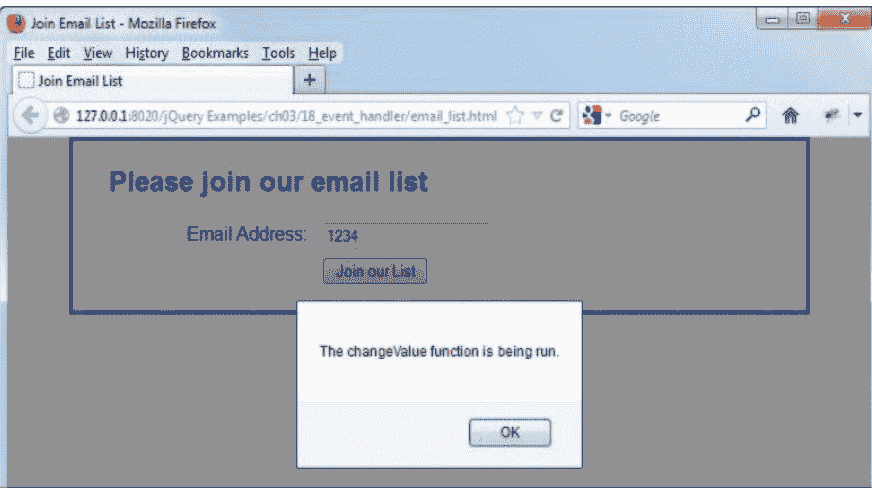 Join Email List - Mozilla Firefox
File Edit View History Bookmarks Tools Help
Join Email List +
127.0.0.1:8020/jQuery Examples/ch03/18_event_handler/email_list.html Google
Please join our email list
Email Address: 1234
Join our List
The changeValue function is being run.
OK